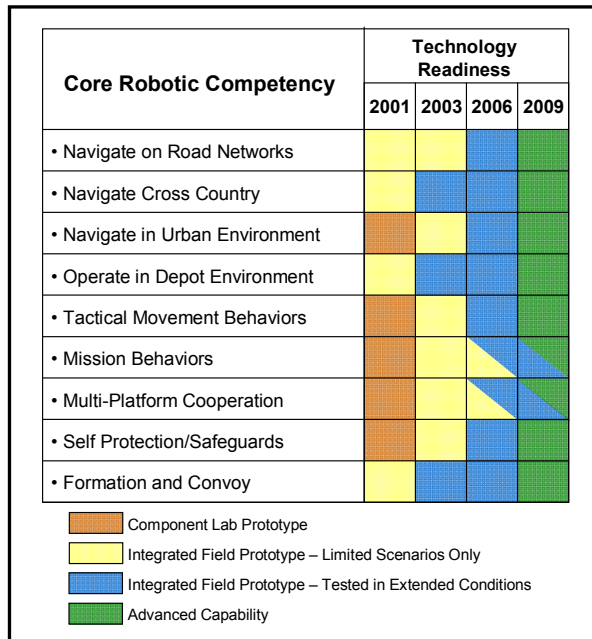 Core Robotic Competency
Technology
Readiness
2001 2003 2006 2009
• Navigate on Road Networks
• Navigate Cross Country
• Navigate in Urban Environment
• Operate in Depot Environment
• Tactical Movement Behaviors
• Mission Behaviors
• Multi-Platform Cooperation
• Self Protection/Safeguards
• Formation and Convoy
Component Lab Prototype
Integrated Field Prototype – Limited Scenarios Only
Integrated Field Prototype - Tested in Extended Conditions
Advanced Capability